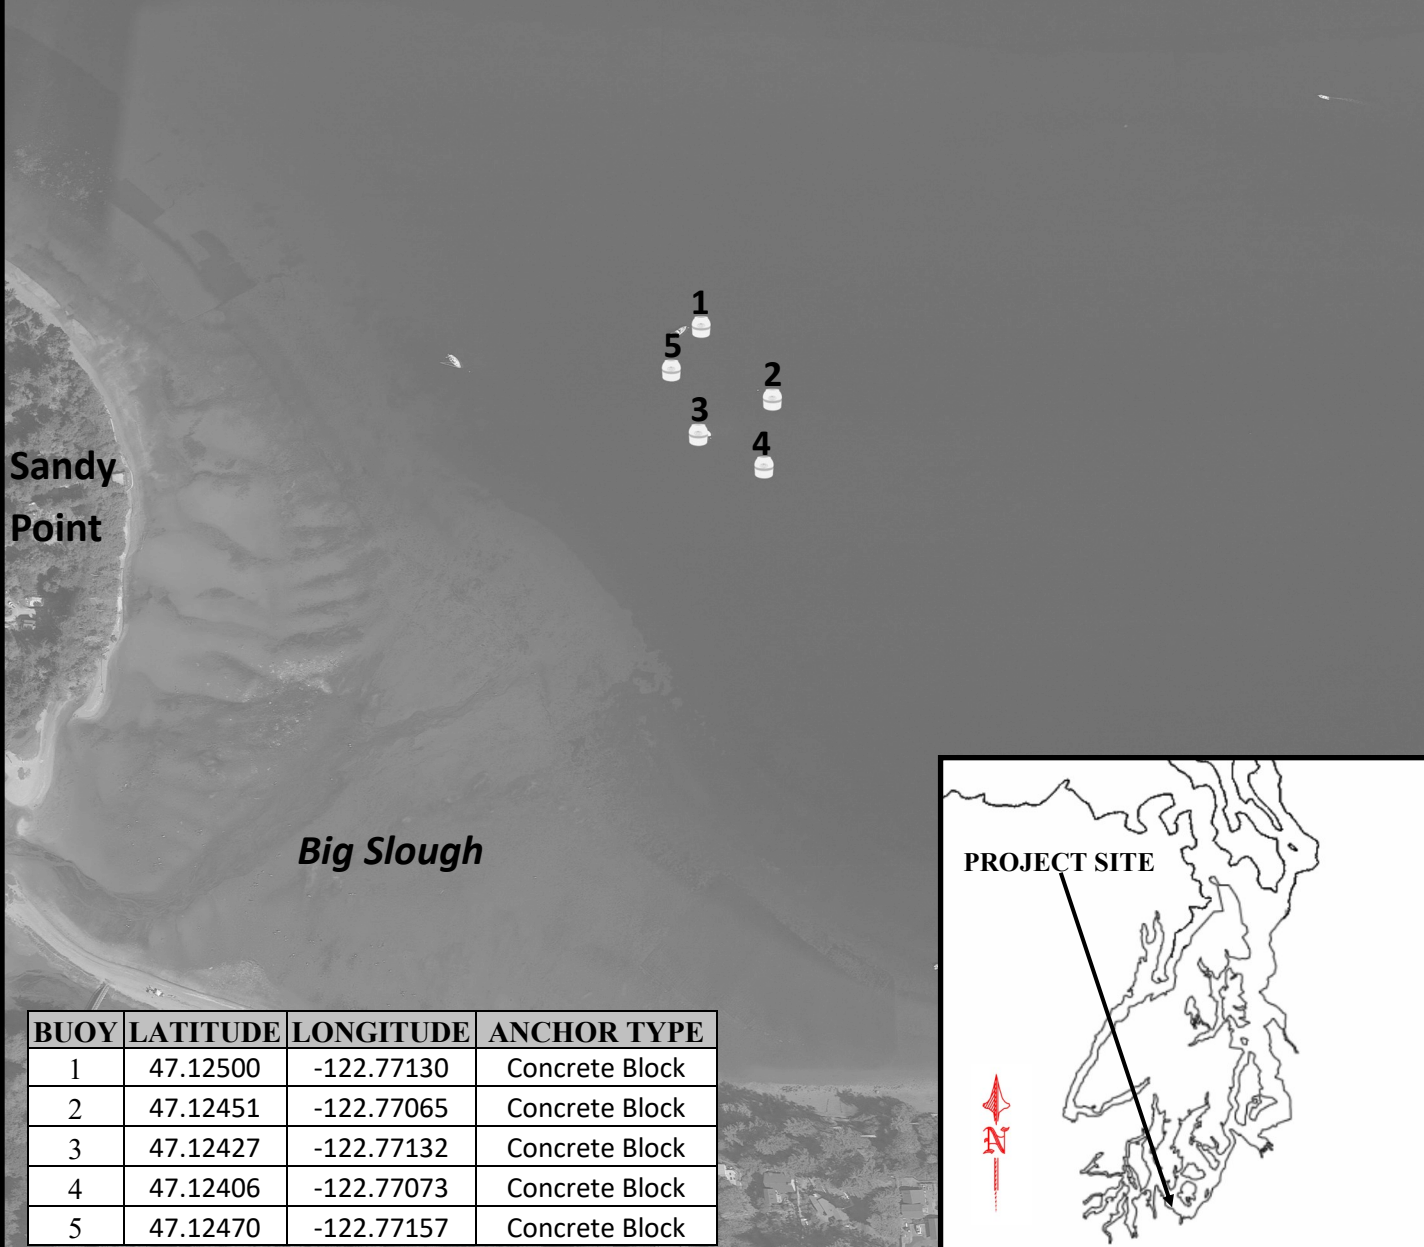 1
5
2
3
4
Sandy
Point
Big Slough
PROJECT SITE
N
BUOY LATITUDE LONGITUDE ANCHOR TYPE
1 47.12500 -122.77130 Concrete Block
2 47.12451 -122.77065 Concrete Block
3 47.12427 -122.77132 Concrete Block
4 47.12406 -122.77073 Concrete Block
5 47.12470 -122.77157 Concrete Block